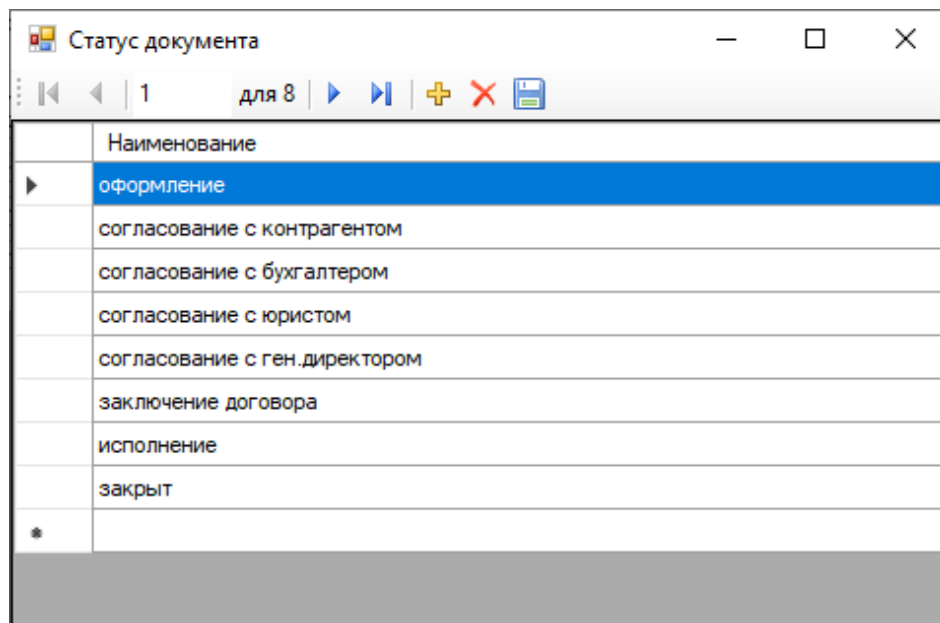 Статус документа
1 для 8
Наименование
оформление
согласование с контрагентом
согласование с бухгалтером
согласование с юристом
согласование с ген.директором
заключение договора
исполнение
закрыт